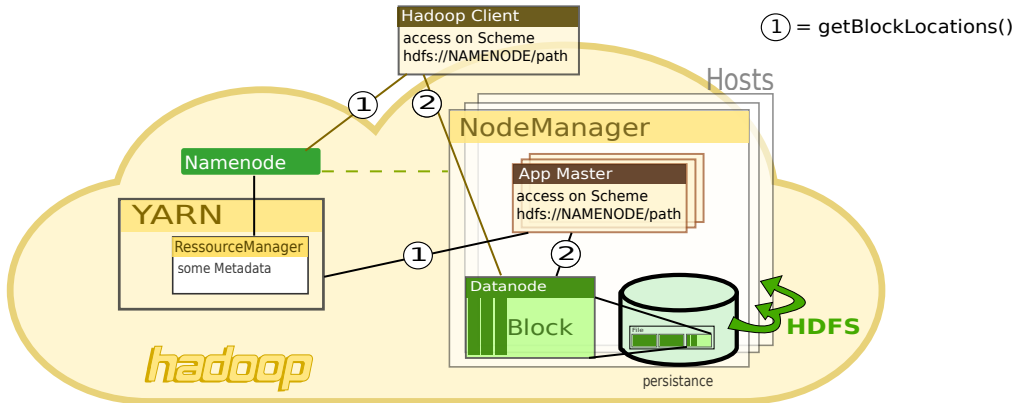 Hadoop Client
access on Scheme
hdfs://NAMENODE/path
1 = getBlockLocations()
Hosts
1
2
NodeManager
Namenode
App Master
access on Scheme
hdfs://NAMENODE/path
YARN
RessourceManager
some Metadata
1
2
Datanode
Block
File
HDFS
hadoop
persistance